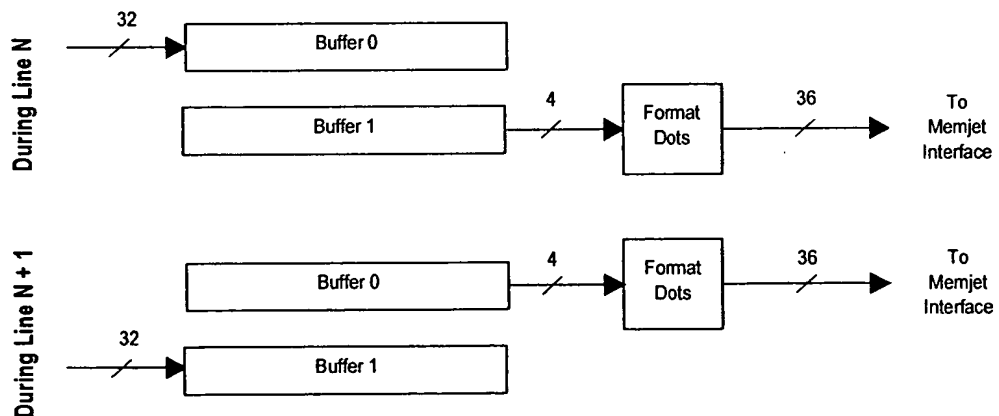 During Line N
32
Buffer 0
Buffer 1
4
Format
Dots
36
To
Memjet
Interface
During Line N + 1
32
Buffer 0
4
Format
Dots
36
To
Memjet
Interface
Buffer 1